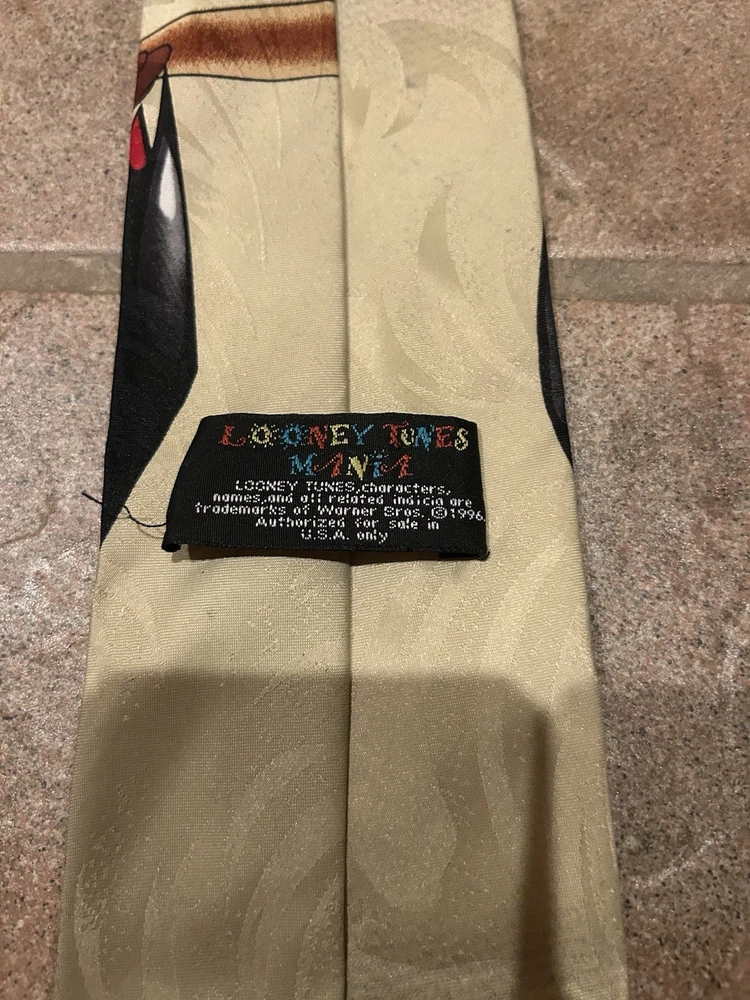 LOONEY TUNES
MANIA
LOONEY TUNES,characters,
names,and all related indicia are
trademarks of Warner Bros. ©1996.
Authorized for sale in
U.S.A. only